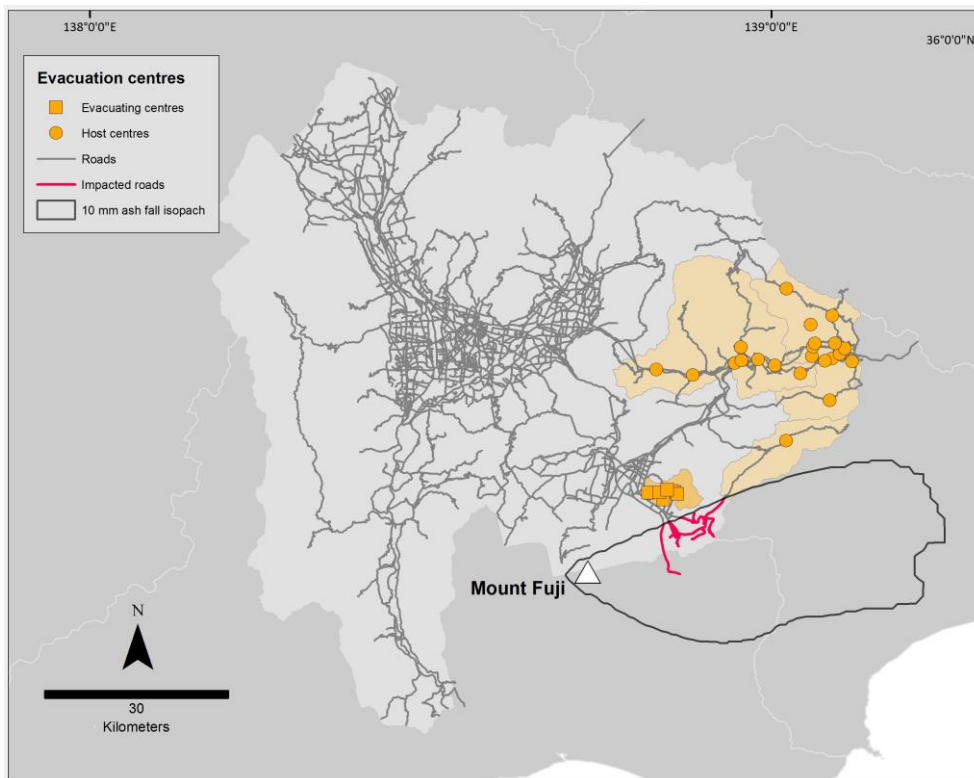 138°0'0"E
139°0'0"E
36°0'0"N
Evacuation centres
Evacuating centres
Host centres
Roads
Impacted roads
10 mm ash fall isopach
Mount Fuji
N
30
Kilometers